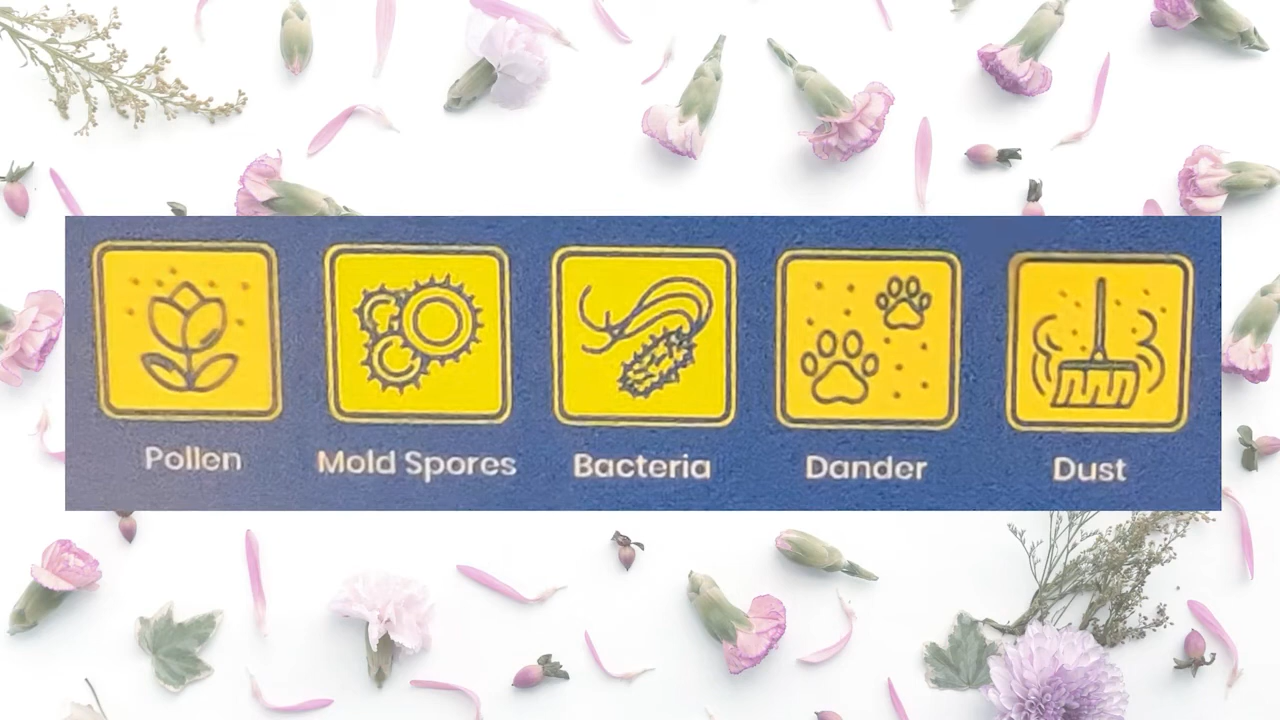 Pollen
Mold Spores
Bacteria
Dander
Dust